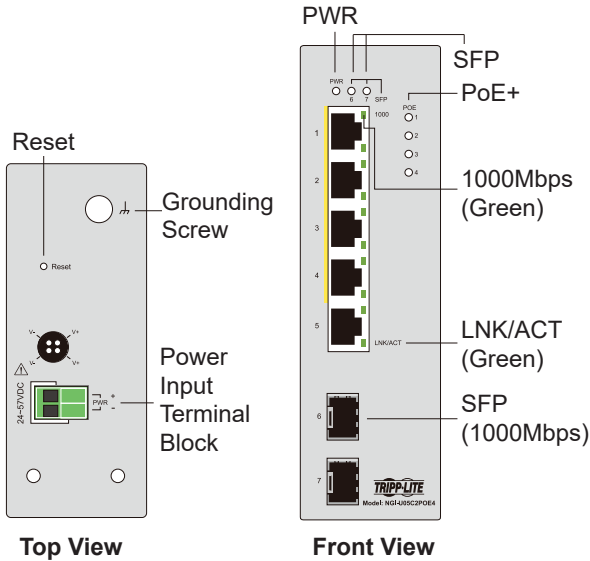 PWR
SFP
PoE+
1000Mbps
(Green)
LNK/ACT
(Green)
SFP
(1000Mbps)
Reset
Grounding
Screw
Power
Input
Terminal
Block
Reset
V- V+
V- V+
24~57VDC
PWR
+
-
PWR
6 7 SFP
1000
POE
1
2
3
4
1
2
3
4
5
LNK/ACT
6
7
TRIPP-LITE
Model: NGI-U05C2POE4
Top View
Front View